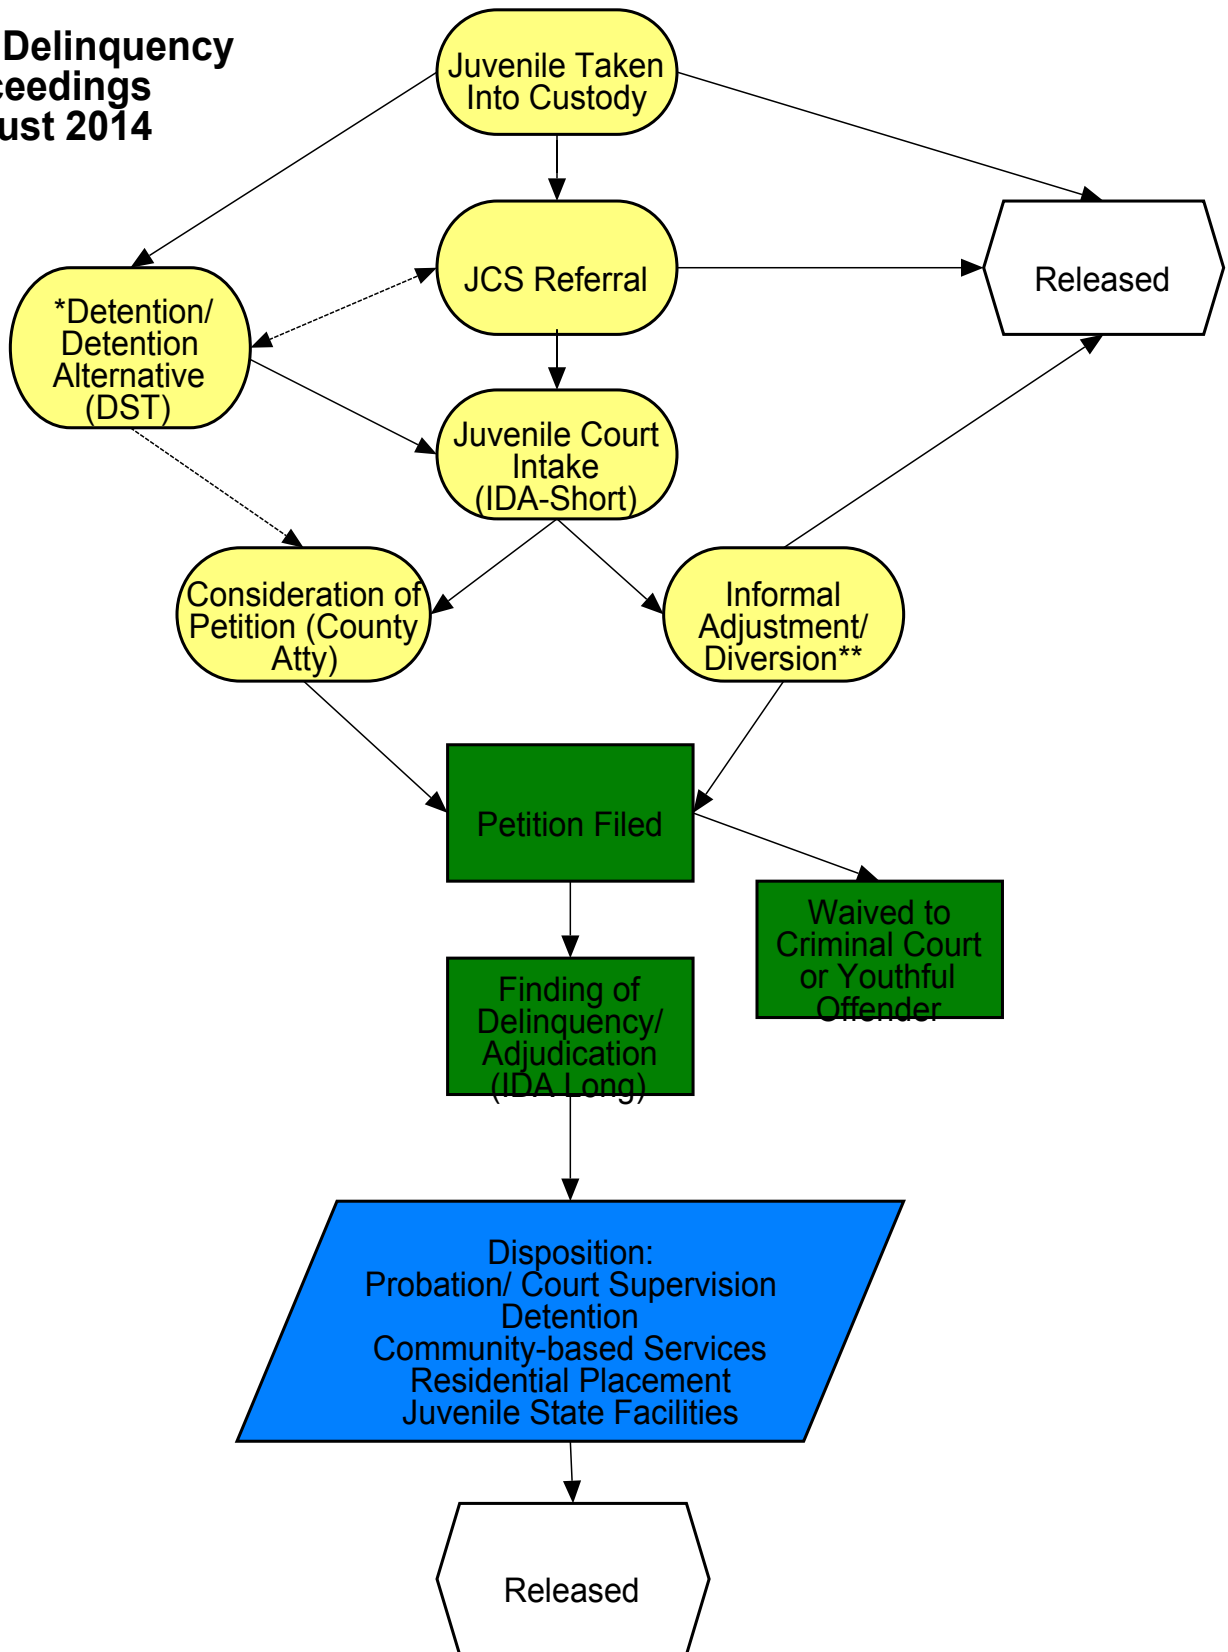 Delinquency
2014
Juvenile Taken
Into Custody
JCS Referral
Released
*Detention/
Detention
Alternative
(DST)
Juvenile Court
Intake
(IDA-Short)
Consideration of
Petition (County
Atty)
Informal
Adjustment/
Diversion**
Petition Filed
Waived to
Criminal Court
or Youthful
Offender
Finding of
Delinquency/
Adjudication
(IDA Long)
Disposition:
Probation/ Court Supervision
Detention
Community-based Services
Residential Placement
Juvenile State Facilities
Released